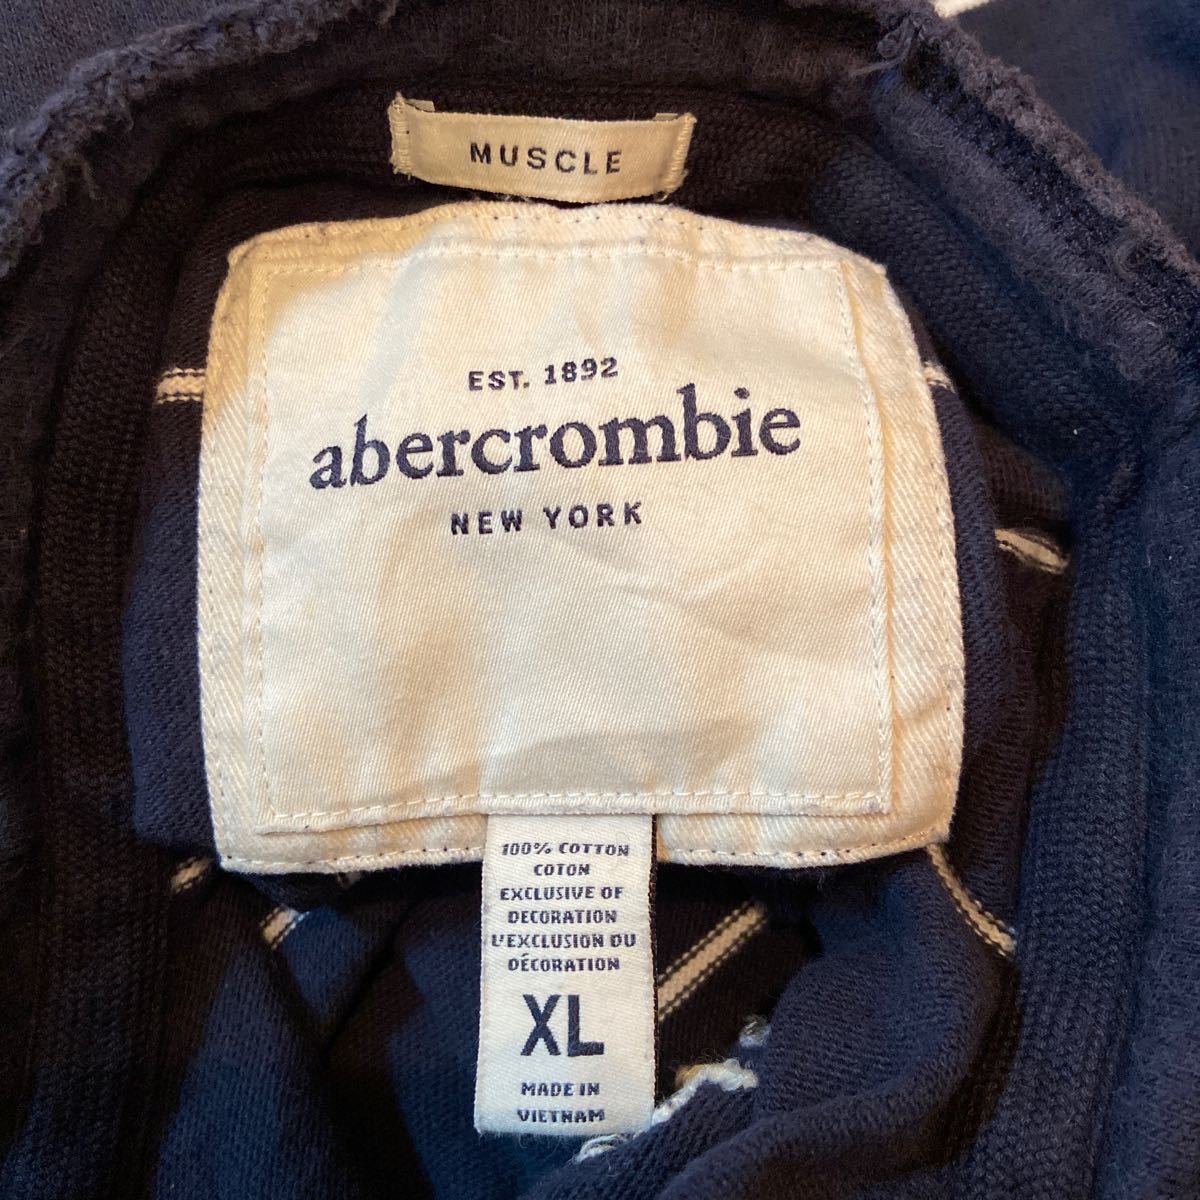 MUSCLE
EST. 1892
abercrombie
NEW YORK
100% COTTON
COTON
EXCLUSIVE OF
DECORATION
L'EXCLUSION DU
DÉCORATION
XL
MADE IN
VIETNAM